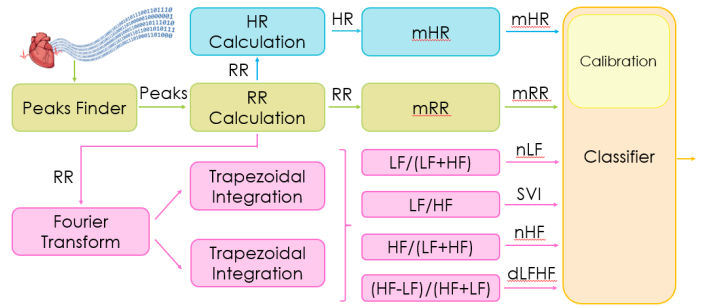 HR
Calculation
HR
mHR
mHR
RR
Peaks Finder
Peaks
RR
Calculation
RR
mRR
mRR
Calibration
Classifier
RR
Fourier
Transform
Trapezoidal
Integration
Trapezoidal
Integration
LF/(LF+HF)
nLF
LF/HF
SVI
HF/(LF+HF)
nHF
(HF-LF)/(HF+LF)
dLFHF